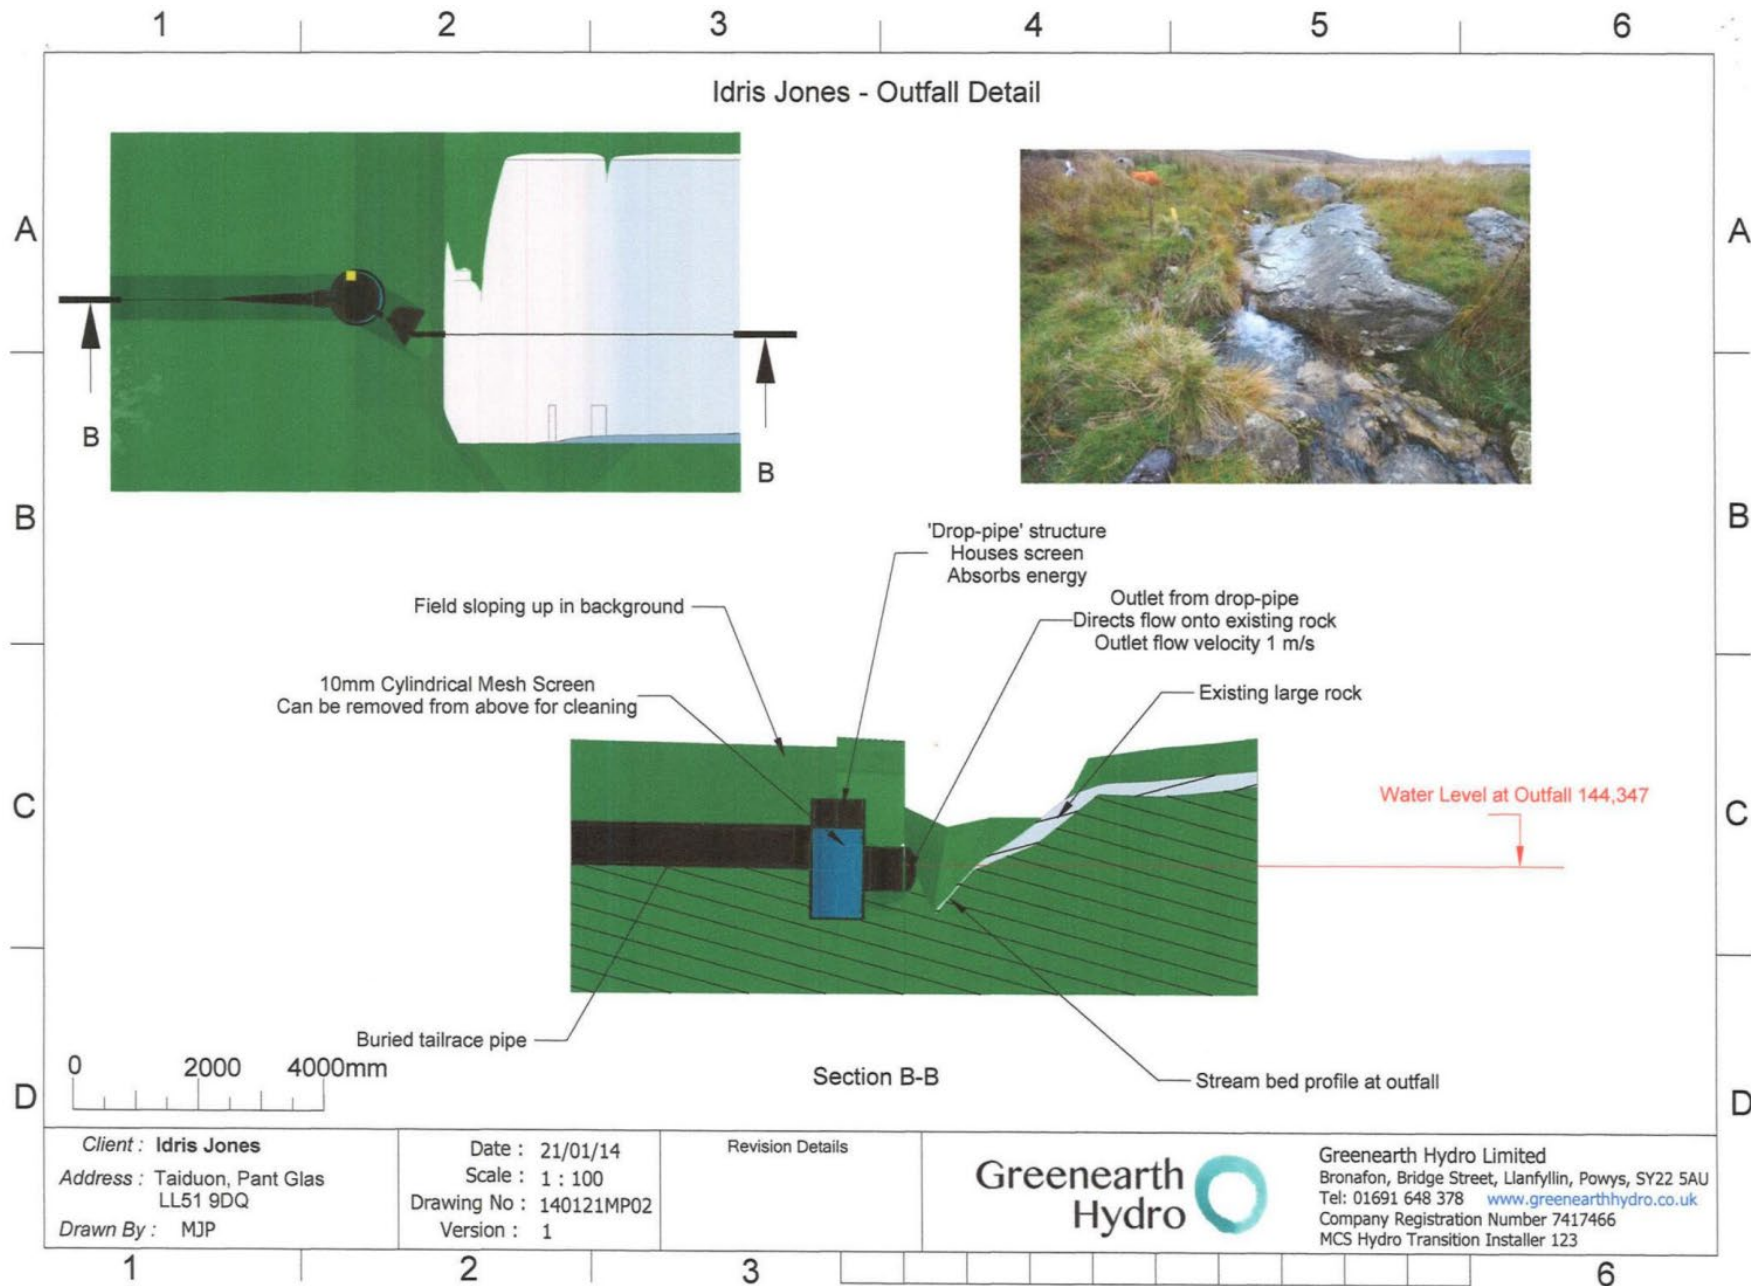 1 2 3 4 5 6
Idris Jones - Outfall Detail
A
A
B
B
B
B
'Drop-pipe' structure
Houses screen
Absorbs energy
Field sloping up in background
Outlet from drop-pipe
Directs flow onto existing rock
Outlet flow velocity 1 m/s
10mm Cylindrical Mesh Screen
Can be removed from above for cleaning
Existing large rock
C
Water Level at Outfall 144,347
C
Buried tailrace pipe
0 2000 4000mm
Section B-B
Stream bed profile at outfall
D
D
Client : Idris Jones
Address : Taiduon, Pant Glas
LL51 9DQ
Drawn By : MJP
Date : 21/01/14
Scale : 1 : 100
Drawing No : 140121MP02
Version : 1
Revision Details
Greenearth
Hydro
Greenearth Hydro Limited
Bronafon, Bridge Street, Llanfyllin, Powys, SY22 5AU
Tel: 01691 648 378 www.greenearthhydro.co.uk
Company Registration Number 7417466
MCS Hydro Transition Installer 123
1 2 3 6